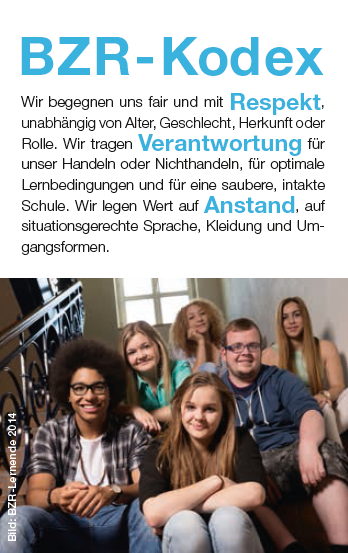 BZR-Kodex
Wir begegnen uns fair und mit Respekt,
unabhängig von Alter, Geschlecht, Herkunft oder
Rolle. Wir tragen Verantwortung für
unser Handeln oder Nichthandeln, für optimale
Lernbedingungen und für eine saubere, intakte
Schule. Wir legen Wert auf Anstand, auf
situationsgerechte Sprache, Kleidung und Um-
gangsformen.
Bild: BZR-Lernende 2014